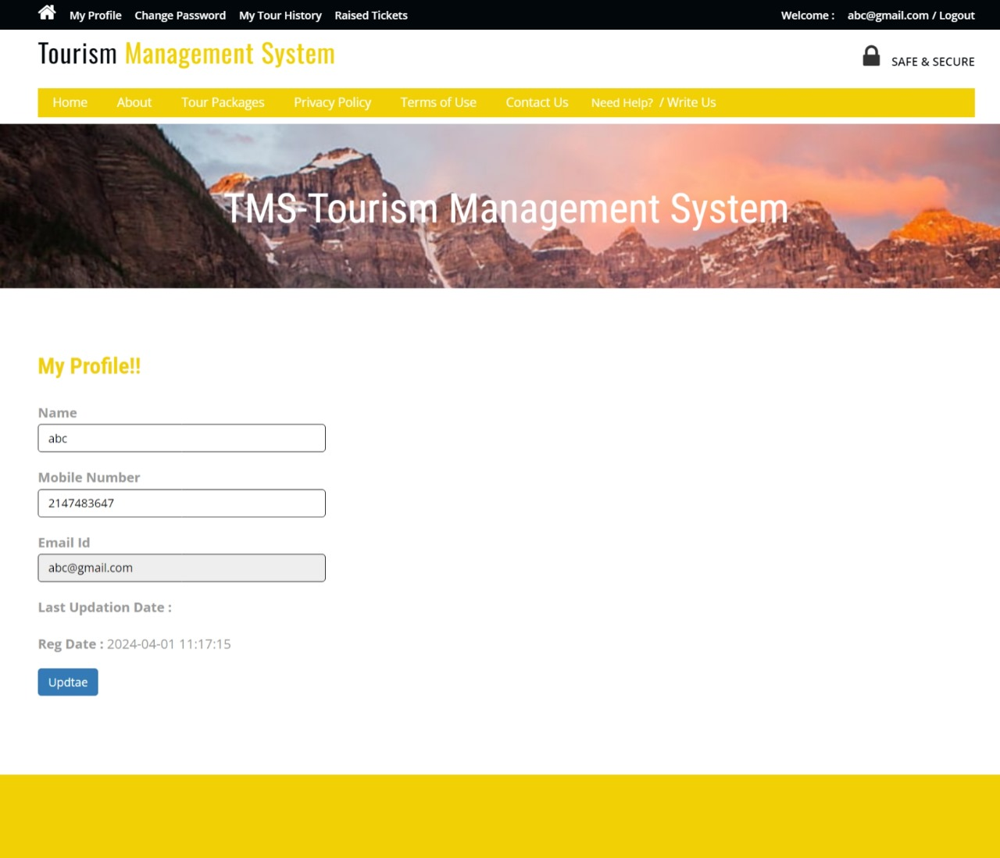 My Profile Change Password My Tour History Raised Tickets Welcome : abc@gmail.com / Logout
Tourism Management System
SAFE & SECURE
Home About Tour Packages Privacy Policy Terms of Use Contact Us Need Help? / Write Us
TMS-Tourism Management System
My Profile!!
Name
abc
Mobile Number
2147483647
Email Id
abc@gmail.com
Last Updation Date :
Reg Date : 2024-04-01 11:17:15
Updtae